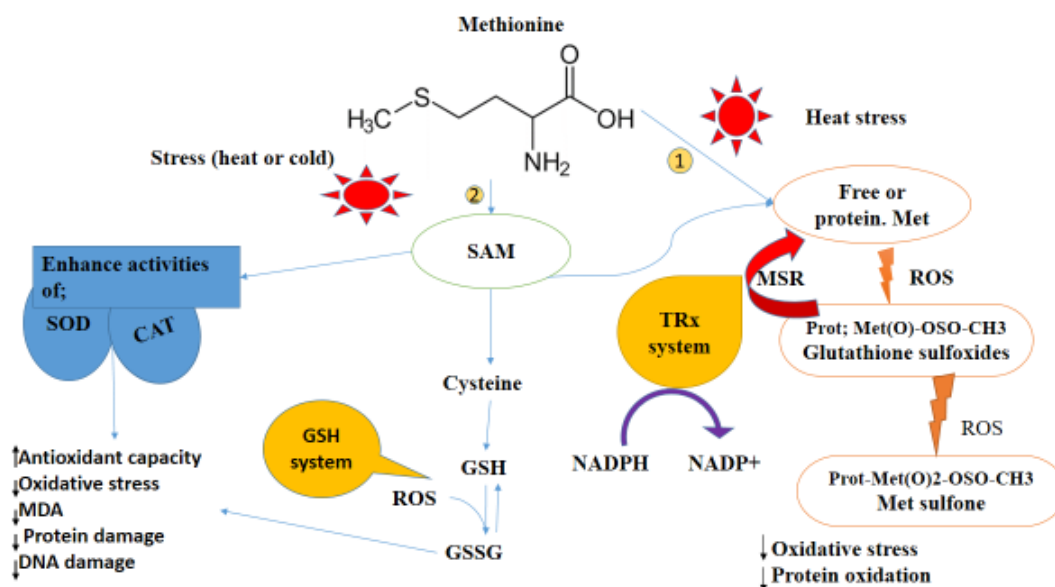 Methionine
O
S
H3C
OH
NH2
Heat stress
1
Stress (heat or cold)
2
Free or
protein. Met
SAM
Enhance activities
of;
SOD
CAT
MSR
ROS
TRx
system
Prot; Met(O)-OSO-CH3
Glutathione sulfoxides
Cysteine
GSH
system
GSH
ROS
NADPH
NADP+
ROS
Antioxidant capacity
Oxidative stress
MDA
Protein damage
DNA damage
GSSG
Prot-Met(O)2-OSO-CH3
Met sulfone
Oxidative stress
Protein oxidation